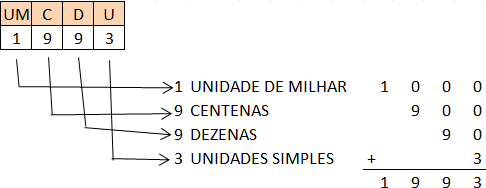 UM C D U
1 9 9 3
1 UNIDADE DE MILHAR 1 0 0 0
9 CENTENAS 9 0 0
9 DEZENAS 9 0
3 UNIDADES SIMPLES + 3
1 9 9 3